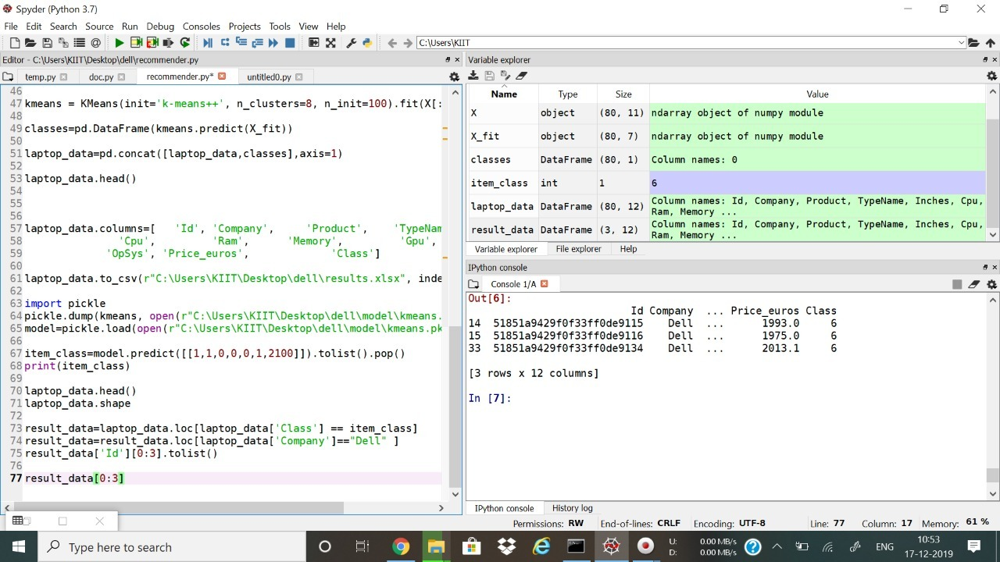 Spyder (Python 3.7)
File Edit Search Source Run Debug Consoles Projects Tools View Help
C:\Users\KIIT
Editor - C:\Users\KIIT\Desktop\dell\recommender.py
temp.py doc.py recommender.py* untitled0.py
46
47 kmeans = KMeans(init='k-means++', n_clusters=8, n_init=100).fit(X[:
48
49 classes=pd.DataFrame(kmeans.predict(X_fit))
50
51 laptop_data=pd.concat([laptop_data,classes],axis=1)
52
53 laptop_data.head()
54
55
56
57 laptop_data.columns=[ 'Id', 'Company', 'Product', 'TypeNam
58 'Cpu', 'Ram', 'Memory', 'Gpu',
59 'OpSys', 'Price_euros', 'Class']
60
61 laptop_data.to_csv(r"C:\Users\KIIT\Desktop\dell\results.xlsx", inde
62
63 import pickle
64 pickle.dump(kmeans, open(r"C:\Users\KIIT\Desktop\dell\model\kmeans.
65 model=pickle.load(open(r"C:\Users\KIIT\Desktop\dell\model\kmeans.pk
66
67 item_class=model.predict([[1,1,0,0,0,1,2100]]).tolist().pop()
68 print(item_class)
69
70 laptop_data.head()
71 laptop_data.shape
72
73 result_data=laptop_data.loc[laptop_data['Class'] == item_class]
74 result_data=result_data.loc[laptop_data['Company']=="Dell" ]
75 result_data['Id'][0:3].tolist()
76
77 result_data[0:3]
Variable explorer
Name Type Size Value
X object (80, 11) ndarray object of numpy module
X_fit object (80, 7) ndarray object of numpy module
classes DataFrame (80, 1) Column names: 0
item_class int 1 6
laptop_data DataFrame (80, 12) Column names: Id, Company, Product, TypeName, Inches, Cpu,
Ram, Memory ...
result_data DataFrame (3, 12) Column names: Id, Company, Product, TypeName, Inches, Cpu,
Ram, Memory ...
Variable explorer File explorer Help
IPython console
Console 1/A
Out[6]:
Id Company ... Price_euros Class
14 51851a9429f0f33ff0de9115 Dell ... 1993.0 6
15 51851a9429f0f33ff0de9116 Dell ... 1975.0 6
33 51851a9429f0f33ff0de9134 Dell ... 2013.1 6
[3 rows x 12 columns]
In [7]:
IPython console History log
Permissions: RW End-of-lines: CRLF Encoding: UTF-8 Line: 77 Column: 17 Memory: 61 %
Type here to search
U: 0.00 MB/s
D: 0.00 MB/s
ENG
10:53
17-12-2019